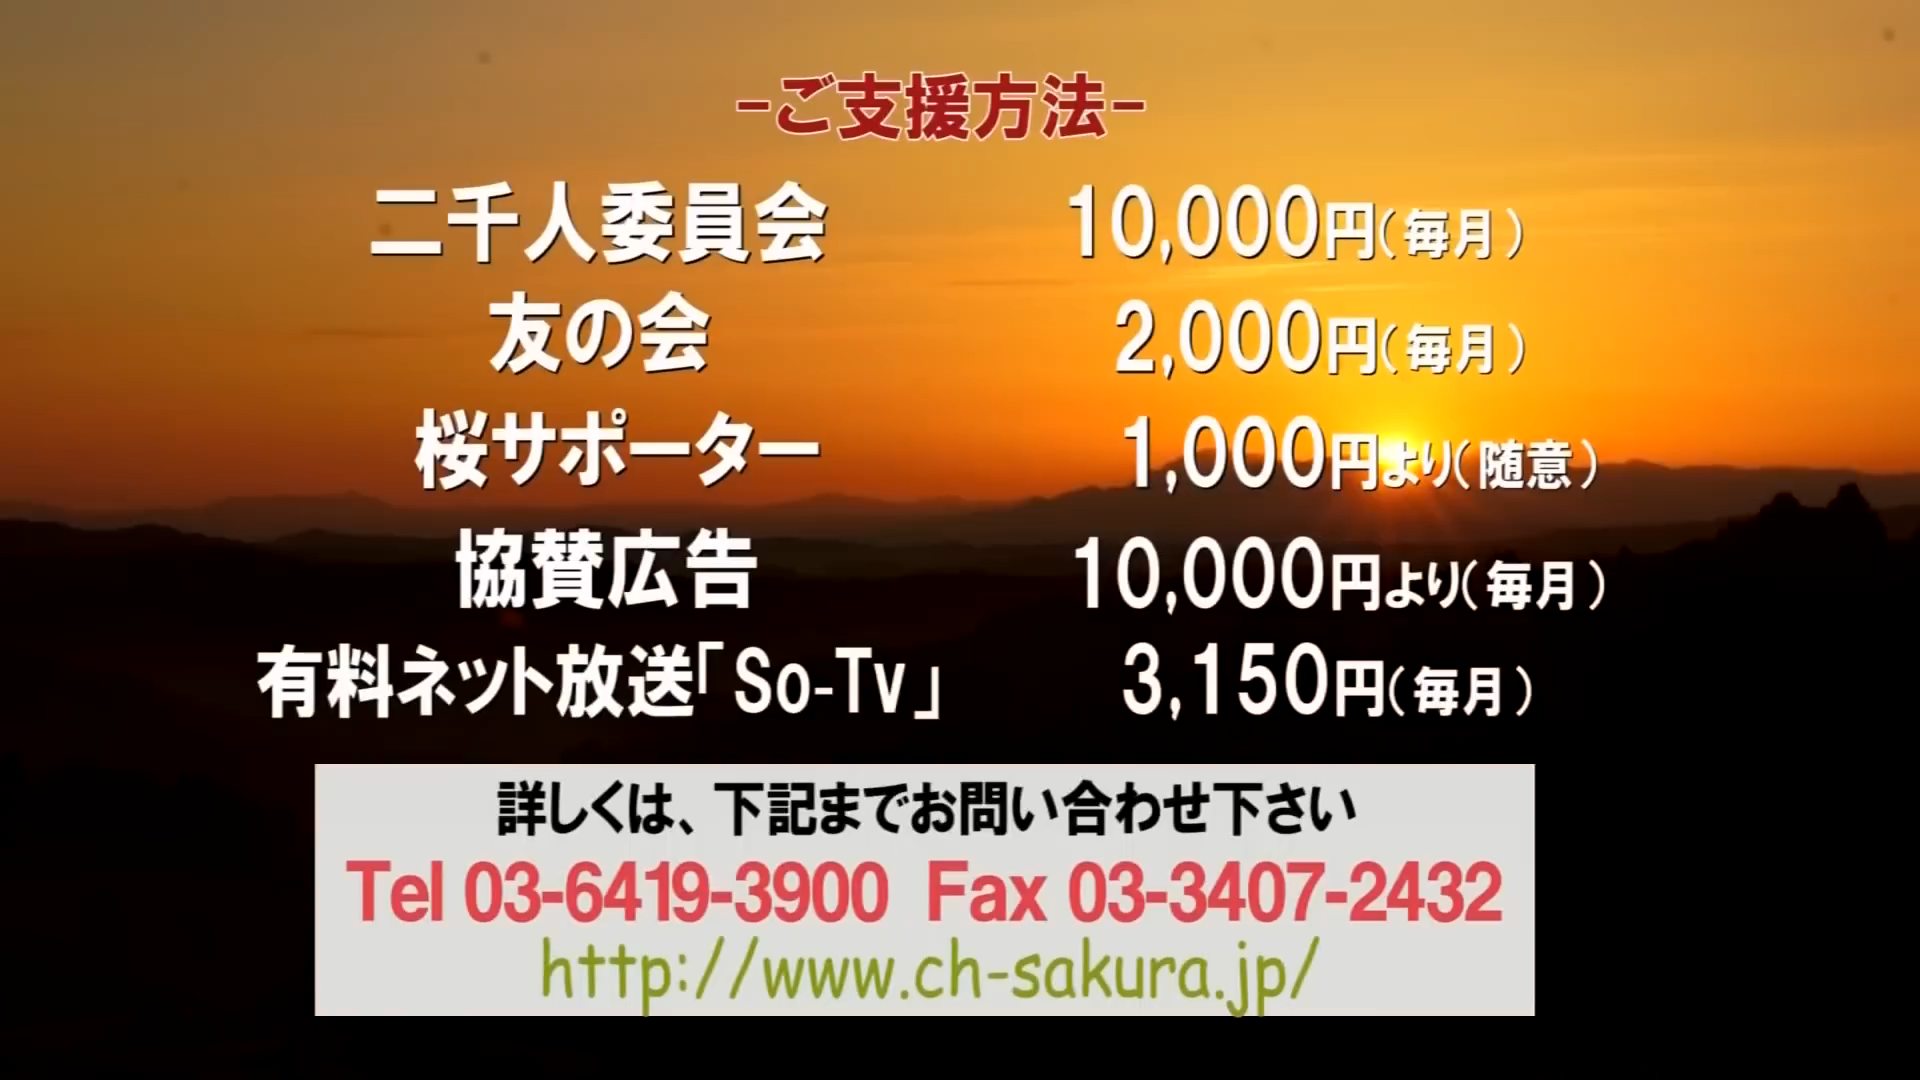 -ご支援方法-
二千人委員会 10,000円(毎月)
友の会 2,000円(毎月)
桜サポーター 1,000円より(随意)
協賛広告 10,000円より(毎月)
有料ネット放送「So-Tv」 3,150円(毎月)
詳しくは、下記までお問い合わせ下さい
Tel 03-6419-3900 Fax 03-3407-2432
http://www.ch-sakura.jp/